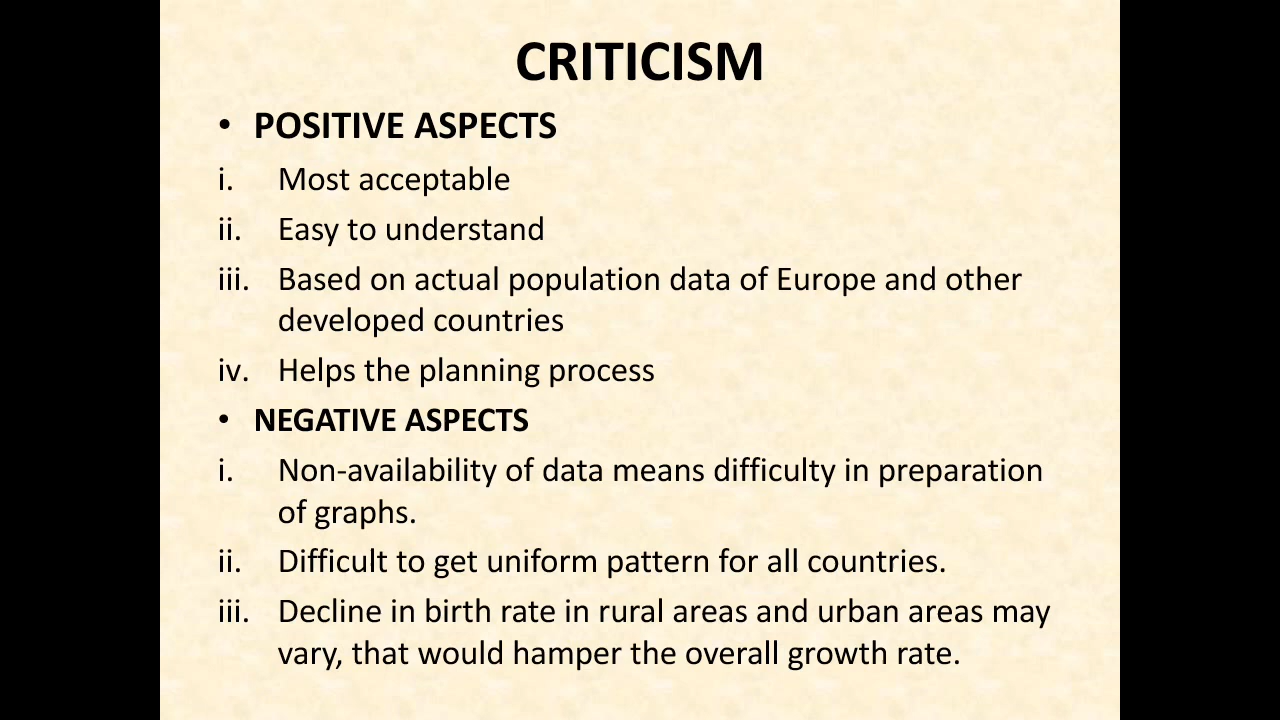 CRITICISM
• POSITIVE ASPECTS
i. Most acceptable
ii. Easy to understand
iii. Based on actual population data of Europe and other
developed countries
iv. Helps the planning process
• NEGATIVE ASPECTS
i. Non-availability of data means difficulty in preparation
of graphs.
ii. Difficult to get uniform pattern for all countries.
iii. Decline in birth rate in rural areas and urban areas may
vary, that would hamper the overall growth rate.